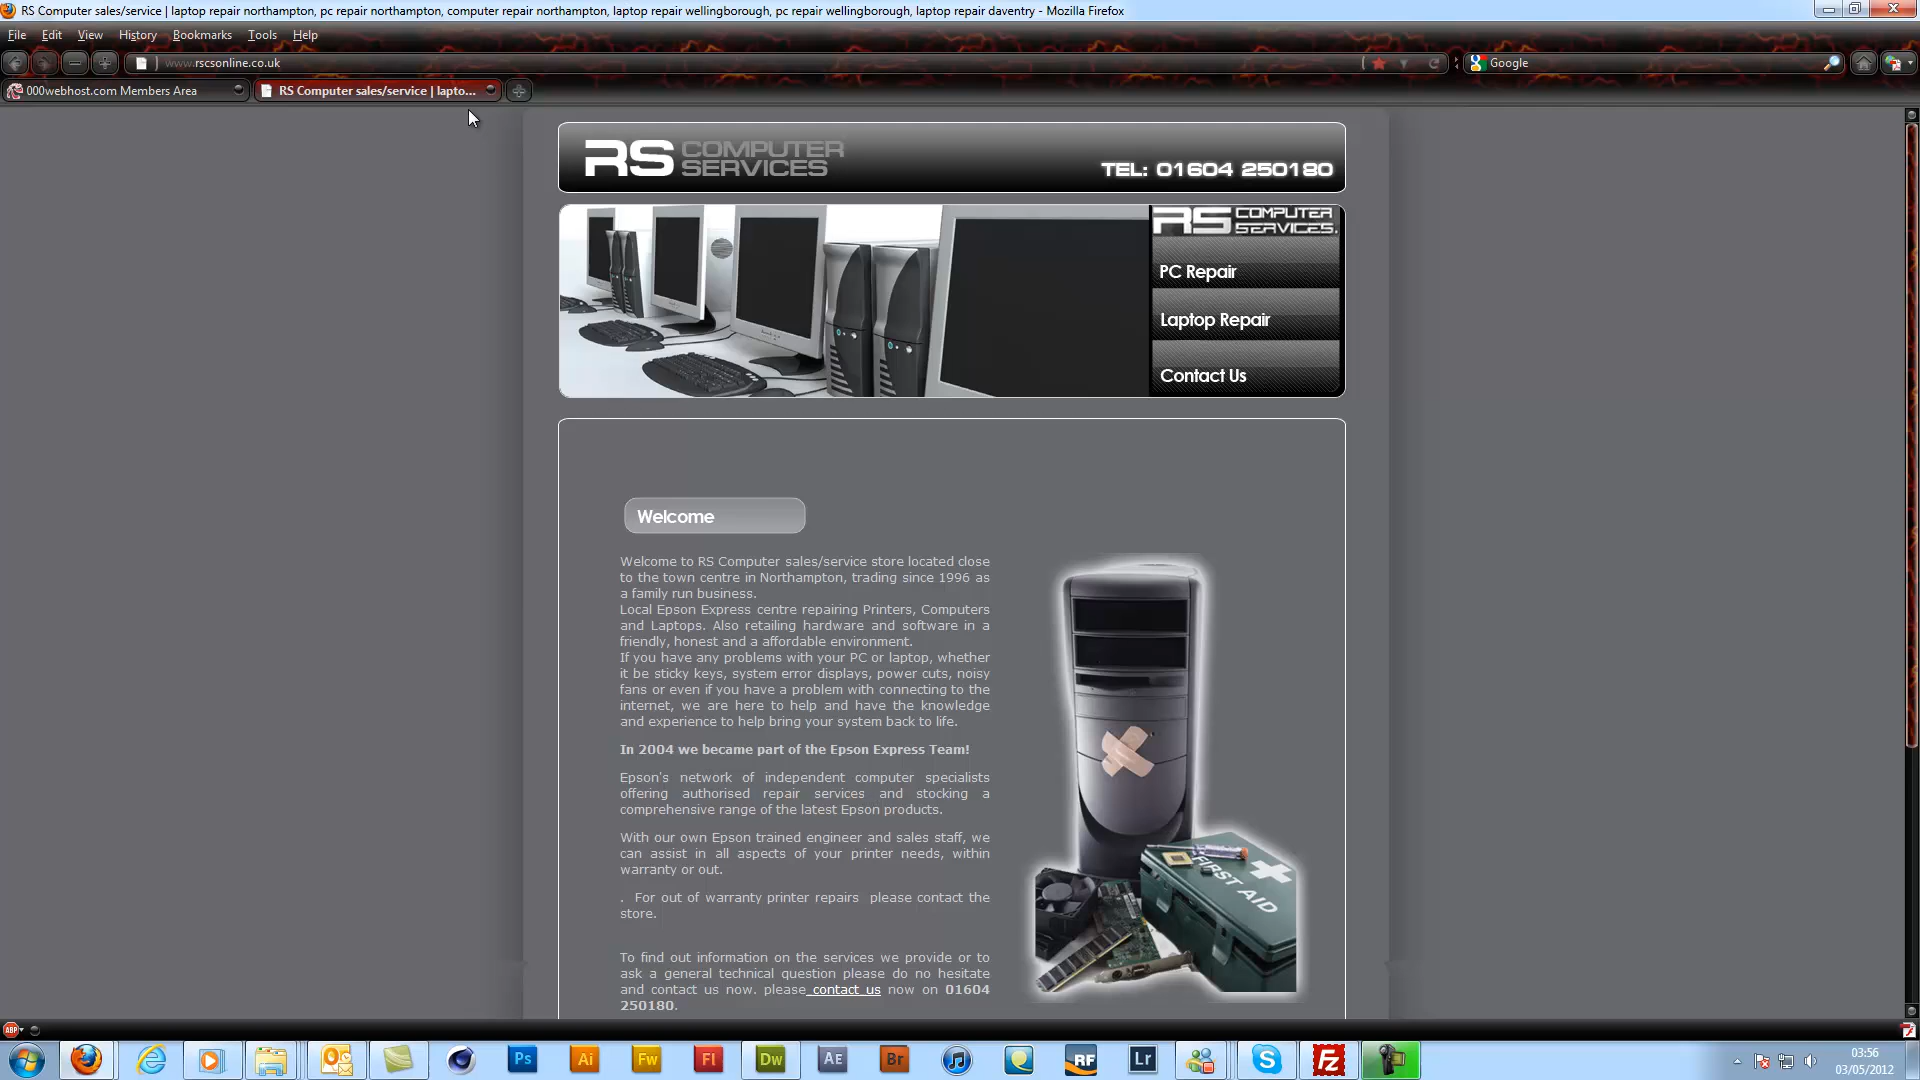 RS Computer sales/service | laptop repair northampton, pc repair northampton, computer repair northampton, laptop repair wellingborough, pc repair wellingborough, laptop repair daventry - Mozilla Firefox
File Edit View History Bookmarks Tools Help
www.rscsonline.co.uk
Google
000webhost.com Members Area
RS Computer sales/service | lapto...
RS COMPUTER SERVICES
TEL: 01604 250180
RS COMPUTER SERVICES.
PC Repair
Laptop Repair
Contact Us
Welcome
Welcome to RS Computer sales/service store located close
to the town centre in Northampton, trading since 1996 as
a family run business.
Local Epson Express centre repairing Printers, Computers
and Laptops. Also retailing hardware and software in a
friendly, honest and a affordable environment.
If you have any problems with your PC or laptop, whether
it be sticky keys, system error displays, power cuts, noisy
fans or even if you have a problem with connecting to the
internet, we are here to help and have the knowledge
and experience to help bring your system back to life.
In 2004 we became part of the Epson Express Team!
Epson's network of independent computer specialists
offering authorised repair services and stocking a
comprehensive range of the latest Epson products.
With our own Epson trained engineer and sales staff, we
can assist in all aspects of your printer needs, within
warranty or out.
. For out of warranty printer repairs please contact the
store.
To find out information on the services we provide or to
ask a general technical question please do no hesitate
and contact us now. please contact us now on 01604
250180.
FIRST AID
ABP
Ps Ai Fw Fl Dw AE Br RF Lr S Fz
03:56
03/05/2012